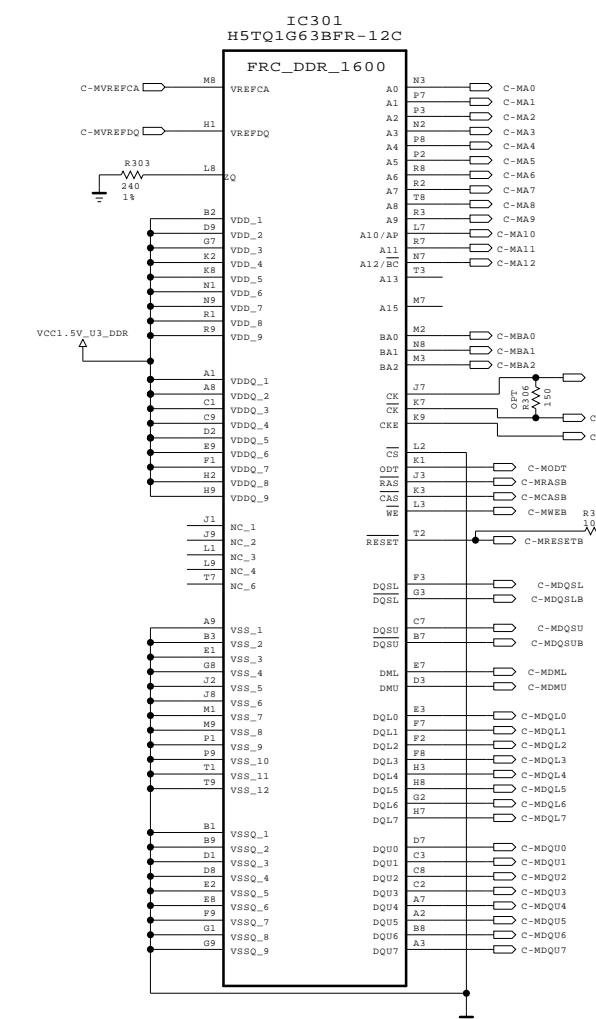 IC301
H5TQ1G63BFR-12C
FRC_DDR_1600
C-MVREFCA M8 VREFCA
C-MVREFDQ H1 VREFDQ
R303
240
1%
L8 ZQ
B2 VDD_1
D9 VDD_2
G7 VDD_3
K2 VDD_4
K8 VDD_5
N1 VDD_6
N9 VDD_7
R1 VDD_8
R9 VDD_9
VCC1.5V_U3_DDR
A1 VDDQ_1
A8 VDDQ_2
C1 VDDQ_3
C9 VDDQ_4
D2 VDDQ_5
E9 VDDQ_6
F1 VDDQ_7
H2 VDDQ_8
H9 VDDQ_9
J1 NC_1
J9 NC_2
L1 NC_3
L9 NC_4
T7 NC_6
A9 VSS_1
B3 VSS_2
E1 VSS_3
G8 VSS_4
J2 VSS_5
J8 VSS_6
M1 VSS_7
M9 VSS_8
P1 VSS_9
P9 VSS_10
T1 VSS_11
T9 VSS_12
B1 VSSQ_1
B9 VSSQ_2
D1 VSSQ_3
D8 VSSQ_4
E2 VSSQ_5
E8 VSSQ_6
F9 VSSQ_7
G1 VSSQ_8
G9 VSSQ_9
A0 N3 C-MA0
A1 P7 C-MA1
A2 P3 C-MA2
A3 N2 C-MA3
A4 P8 C-MA4
A5 P2 C-MA5
A6 R8 C-MA6
A7 R2 C-MA7
A8 T8 C-MA8
A9 R3 C-MA9
A10/AP L7 C-MA10
A11 R7 C-MA11
A12/BC N7 C-MA12
A13 T3
A15 M7
BA0 M2 C-MBA0
BA1 N8 C-MBA1
BA2 M3 C-MBA2
CK J7
CK K7 C
CKE K9 C
OPT
R306
150
CS L2
ODT K1 C-MODT
RAS J3 C-MRASB
CAS K3 C-MCASB
WE L3 C-MWEB
R3
10
RESET T2 C-MRESETB
DQSL F3 C-MDQSL
DQSL G3 C-MDQSLB
DQSU C7 C-MDQSU
DQSU B7 C-MDQSUB
DML E7 C-MDML
DMU D3 C-MDMU
DQL0 E3 C-MDQL0
DQL1 F7 C-MDQL1
DQL2 F2 C-MDQL2
DQL3 F8 C-MDQL3
DQL4 H3 C-MDQL4
DQL5 H8 C-MDQL5
DQL6 G2 C-MDQL6
DQL7 H7 C-MDQL7
DQU0 D7 C-MDQU0
DQU1 C3 C-MDQU1
DQU2 C8 C-MDQU2
DQU3 C2 C-MDQU3
DQU4 A7 C-MDQU4
DQU5 A2 C-MDQU5
DQU6 B8 C-MDQU6
DQU7 A3 C-MDQU7